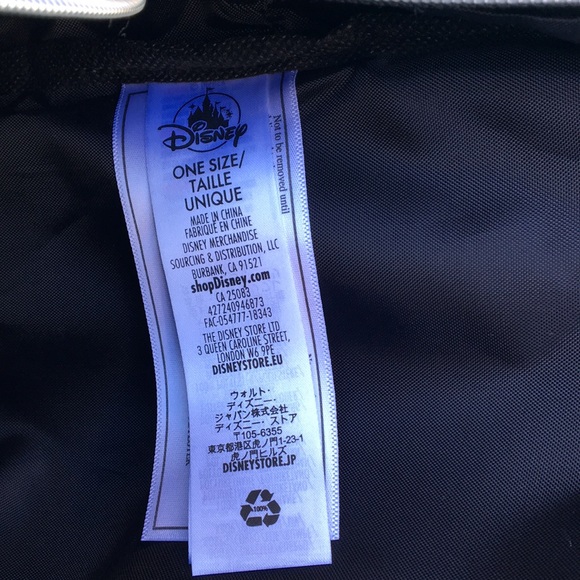 Disney
ONE SIZE/
TAILLE
UNIQUE
MADE IN CHINA
FABRIQUÉ EN CHINE
DISNEY MERCHANDISE
SOURCING & DISTRIBUTION, LLC
BURBANK, CA 91521
shopDisney.com
CA 25083
427240946873
FAC-054777-18343
THE DISNEY STORE LTD
3 QUEEN CAROLINE STREET,
LONDON W6 9PE
DISNEYSTORE.EU
ウォルト・
ディズニー・
ジャパン株式会社
ディズニー・ストア
〒105-6355
東京都港区虎ノ門1-23-1
虎ノ門ヒルズ
DISNEYSTORE.JP
100%
Not to be removed until